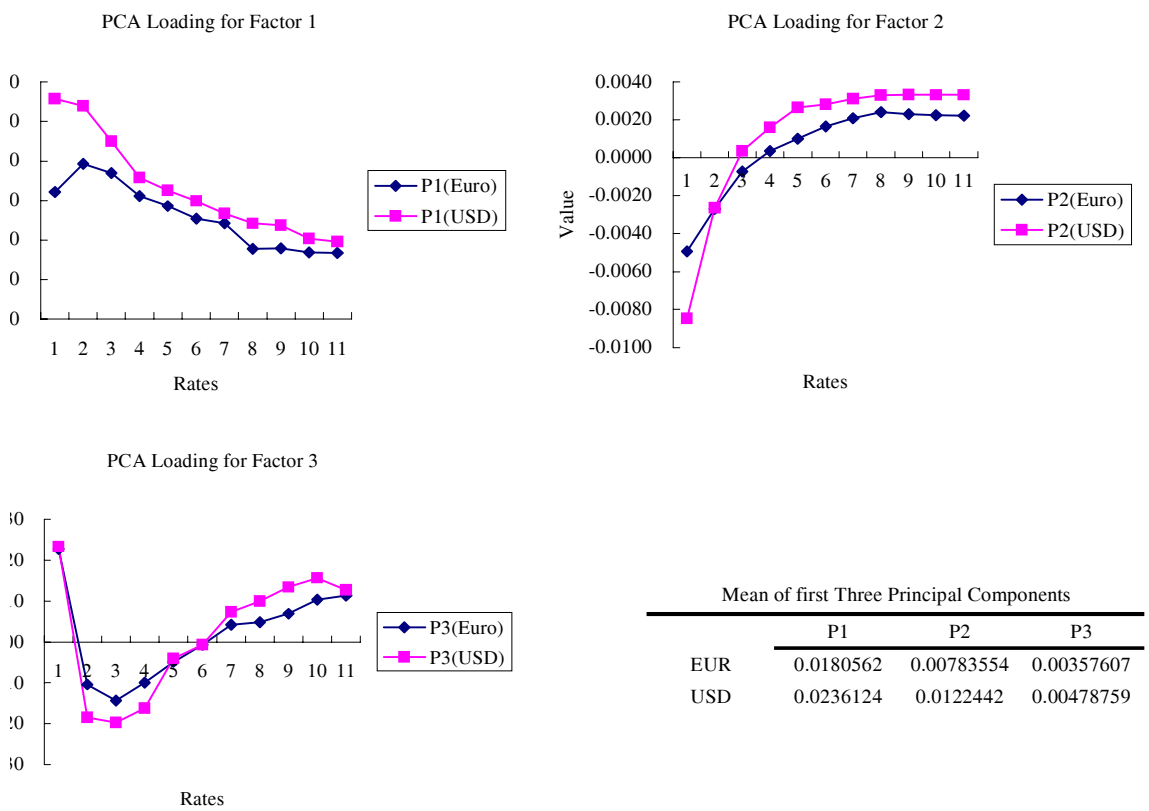 PCA Loading for Factor 1
0
0
0
0
0
0
0
1 2 3 4 5 6 7 8 9 10 11
Rates
P1(Euro)
P1(USD)
PCA Loading for Factor 2
0.0040
0.0020
0.0000
-0.0020
-0.0040
-0.0060
-0.0080
-0.0100
Value
1 2 3 4 5 6 7 8 9 10 11
Rates
P2(Euro)
P2(USD)
PCA Loading for Factor 3
30
20
10
00
10
20
30
1 2 3 4 5 6 7 8 9 10 11
Rates
P3(Euro)
P3(USD)
Mean of first Three Principal Components
P1 P2 P3
EUR 0.0180562 0.00783554 0.00357607
USD 0.0236124 0.0122442 0.00478759